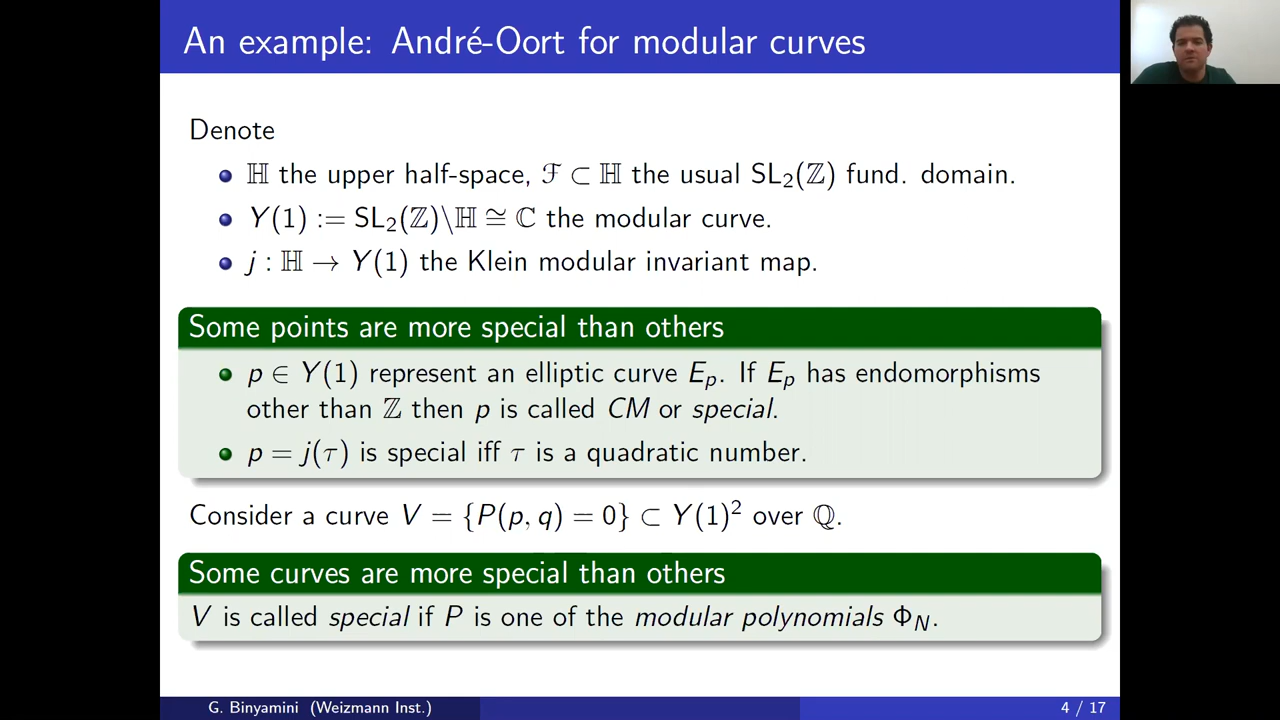 An example: André-Oort for modular curves
Denote
ℍ the upper half-space, ℱ ⊂ ℍ the usual SL₂(ℤ) fund. domain.
Y(1) := SL₂(ℤ)\ℍ ≅ ℂ the modular curve.
j : ℍ → Y(1) the Klein modular invariant map.
Some points are more special than others
p ∈ Y(1) represent an elliptic curve Eₚ. If Eₚ has endomorphisms
other than ℤ then p is called CM or special.
p = j(τ) is special iff τ is a quadratic number.
Consider a curve V = {P(p, q) = 0} ⊂ Y(1)² over ℚ.
Some curves are more special than others
V is called special if P is one of the modular polynomials Φ_N.
G. Binyamini (Weizmann Inst.)
4 / 17